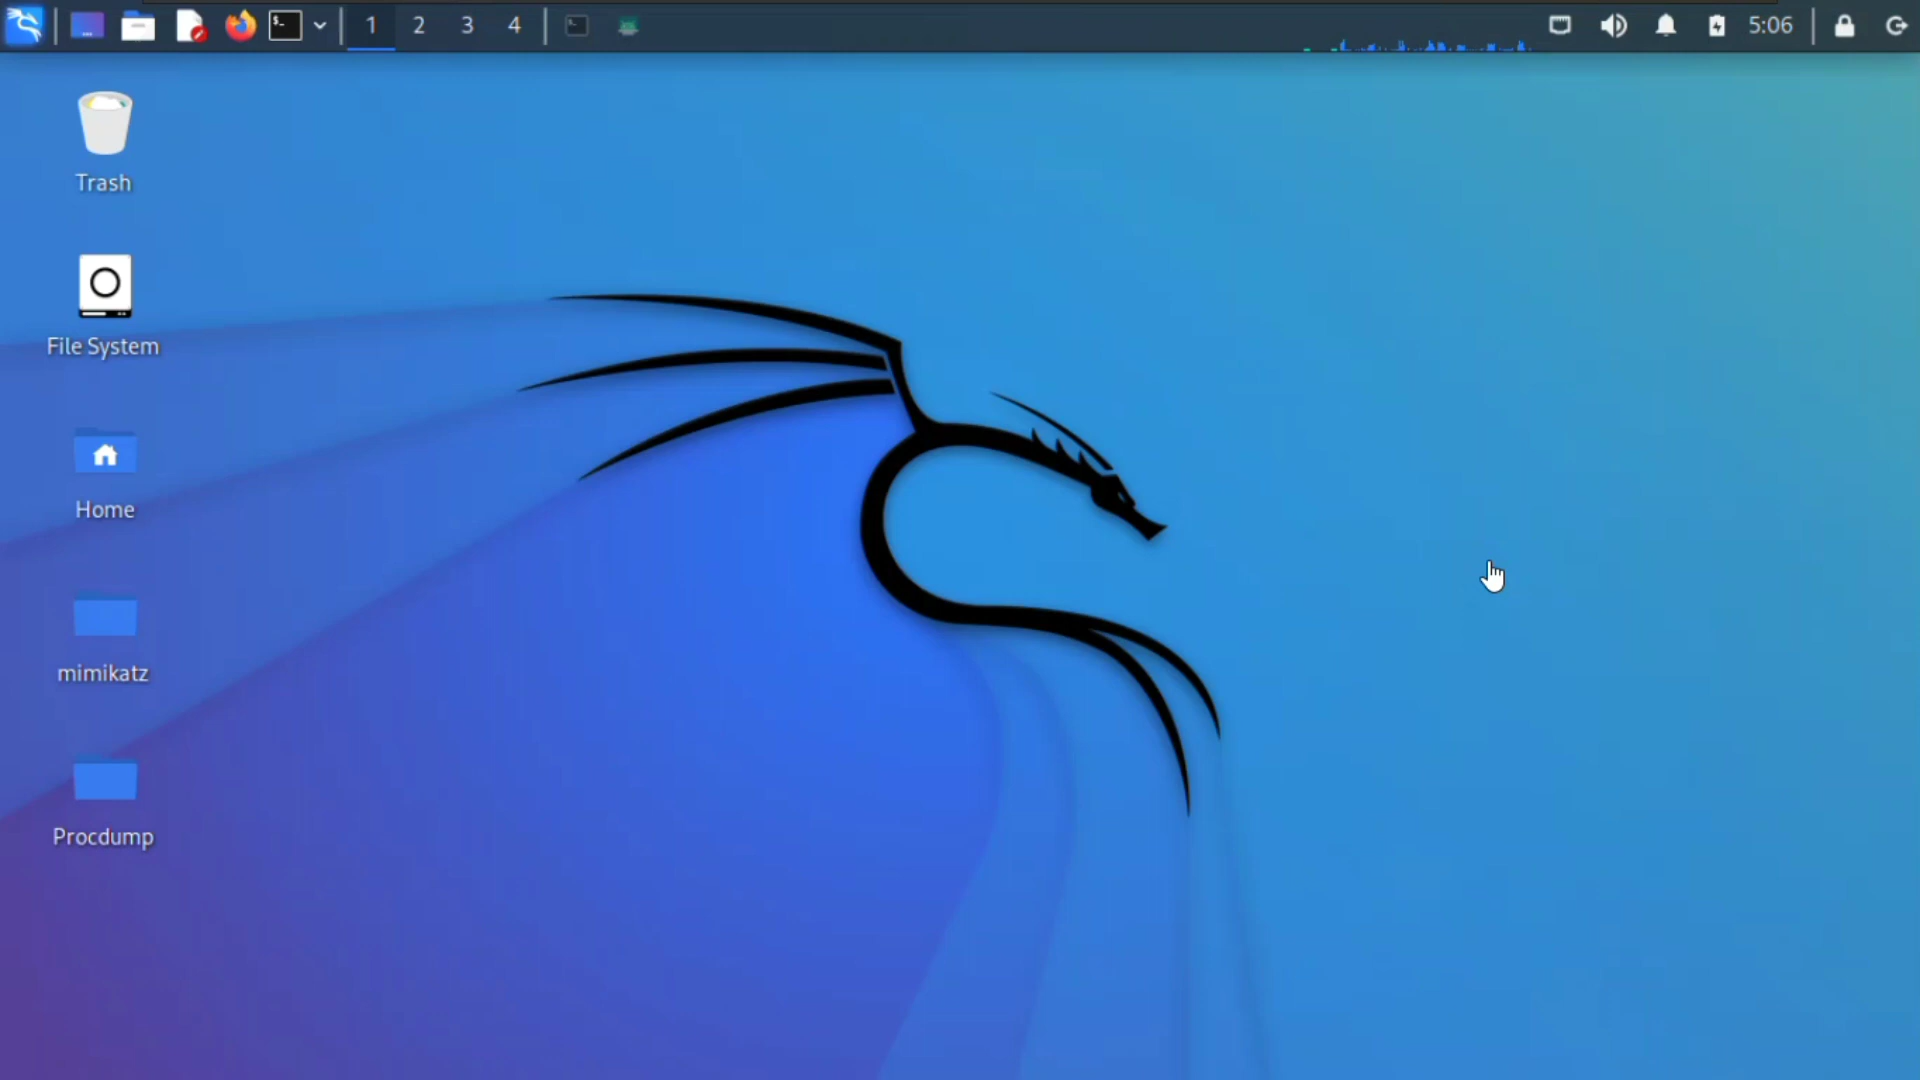 1 2 3 4 5:06
Trash
File System
Home
mimikatz
Procdump